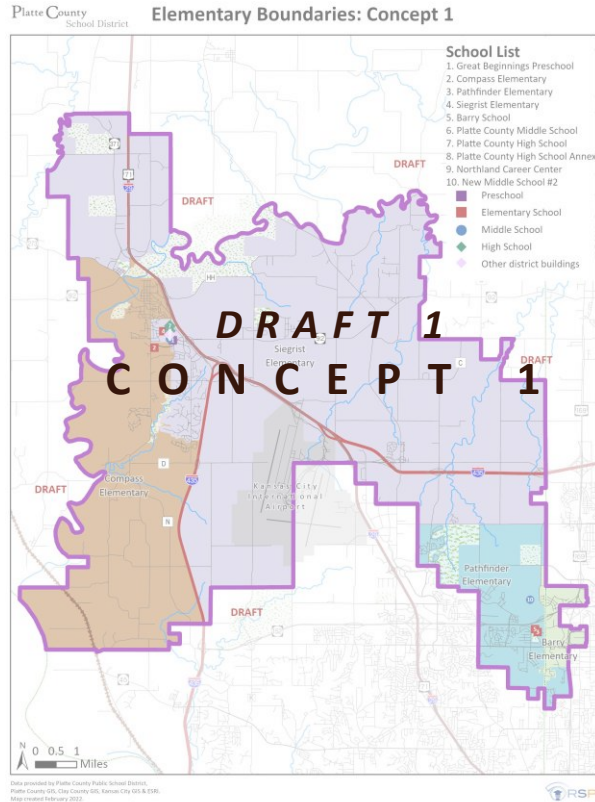 Platte County
School District
Elementary Boundaries: Concept 1
School List
1. Great Beginnings Preschool
2. Compass Elementary
3. Pathfinder Elementary
4. Siegrist Elementary
5. Barry School
6. Platte County Middle School
7. Platte County High School
8. Platte County High School Annex
9. Northland Career Center
10. New Middle School #2
Preschool
Elementary School
Middle School
High School
Other district buildings
DRAFT
71
DRAFT
HH
DRAFT 1
Siegrist
Elementary
DRAFT
C
CONCEPT 1
D
Compass
Elementary
Kansas City
International
Airport
DRAFT
N
Pathfinder
Elementary
DRAFT
Barry
Elementary
N
0 0.5 1
Miles
Data provided by Platte County Public School District,
Platte County GIS, Clay County GIS, Kansas City GIS & ESRI.
Map created February 2022.
RSP